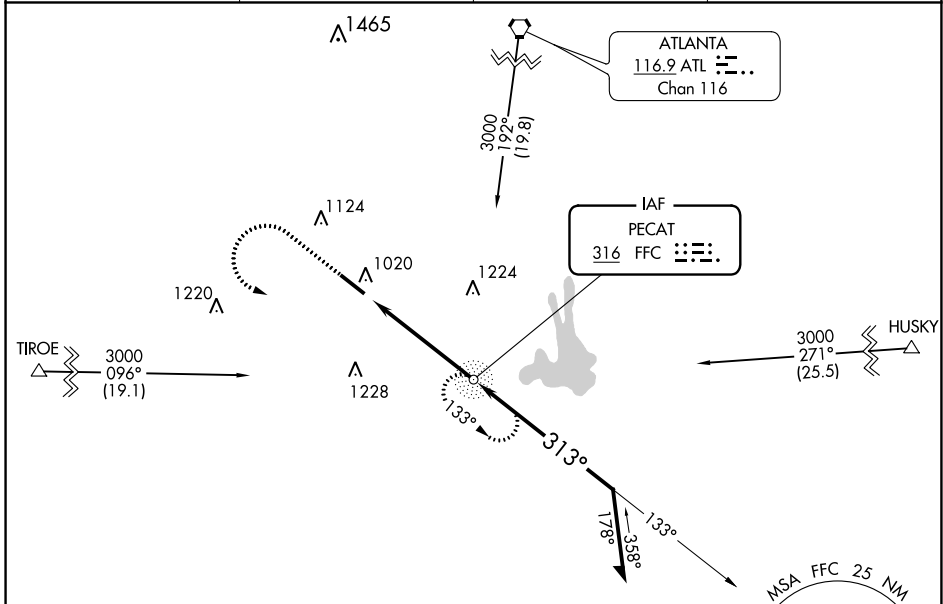 1465
ATLANTA
116.9 ATL
Chan 116
3000
192°
(19.8)
IAF
PECAT
316 FFC
1124
1020
1224
1220
TIROE
3000
096°
(19.1)
1228
HUSKY
3000
271°
(25.5)
133°
313°
133°
178°
358°
MSA FFC 25 NM